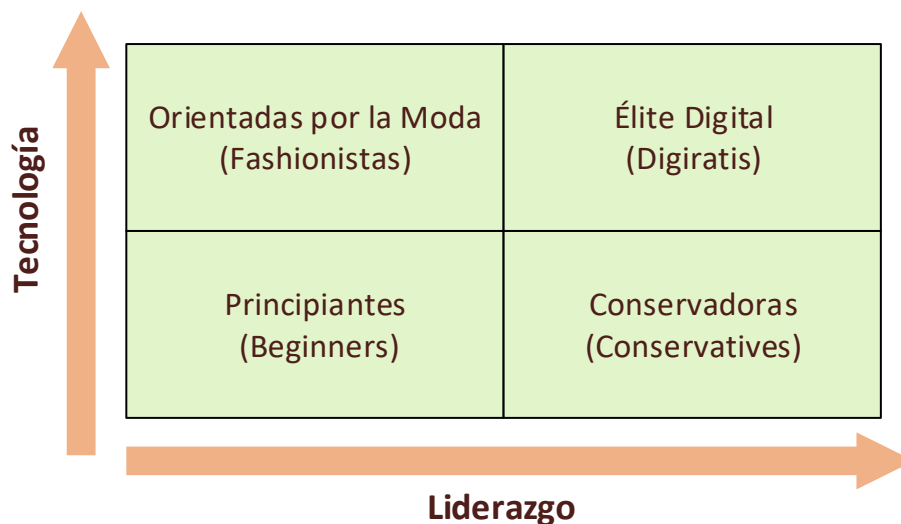 Tecnología
Orientadas por la Moda
(Fashionistas)
Élite Digital
(Digiratis)
Principiantes
(Beginners)
Conservadoras
(Conservatives)
Liderazgo